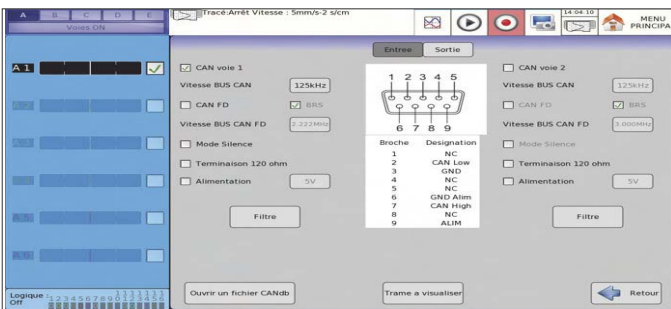 A B C D E
Voies ON
Tracé:Arrêt Vitesse : 5mm/s-2 s/cm
14:04:10
MENU
PRINCIPA
Entree Sortie
A1
CAN voie 1
Vitesse BUS CAN 125kHz
CAN FD BRS
Vitesse BUS CAN FD 2.222MHz
Mode Silence
Terminaison 120 ohm
Alimentation 5V
Filtre
1 2 3 4 5
6 7 8 9
Broche Designation
1 NC
2 CAN Low
3 GND
4 NC
5 NC
6 GND Alim
7 CAN High
8 NC
9 ALIM
CAN voie 2
Vitesse BUS CAN 125kHz
CAN FD BRS
Vitesse BUS CAN FD 3.000MHz
Mode Silence
Terminaison 120 ohm
Alimentation 5V
Filtre
A5
A6
Logique :
Off
Ouvrir un fichier CANdb
Trame a visualiser
Retour